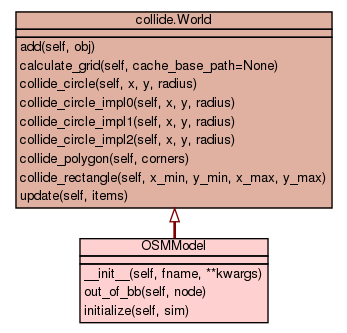 collide.World
add(self, obj)
calculate_grid(self, cache_base_path=None)
collide_circle(self, x, y, radius)
collide_circle_impl0(self, x, y, radius)
collide_circle_impl1(self, x, y, radius)
collide_circle_impl2(self, x, y, radius)
collide_polygon(self, corners)
collide_rectangle(self, x_min, y_min, x_max, y_max)
update(self, items)
OSMModel
__init__(self, fname, **kwargs)
out_of_bb(self, node)
initialize(self, sim)